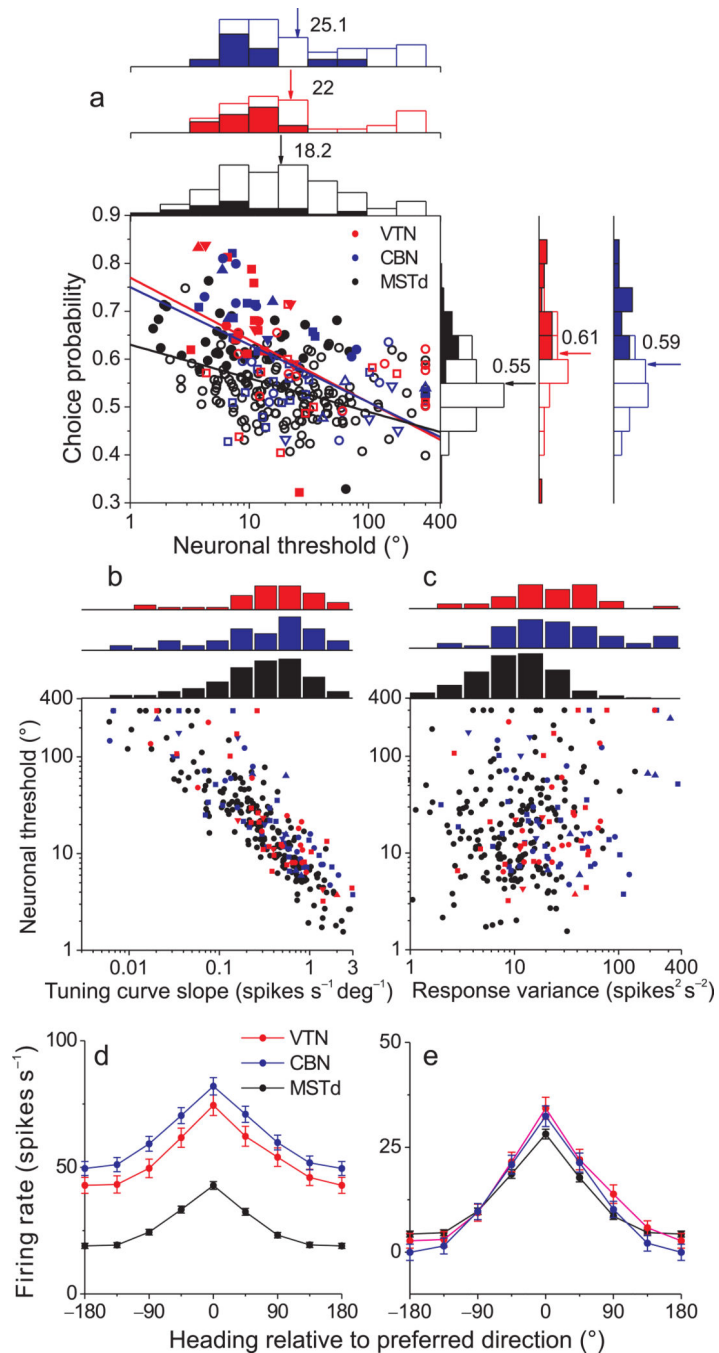 25.1
a
22
18.2
0.9
VTN
CBN
MSTd
0.8
0.7
0.6
0.5
0.4
0.3
Choice probability
0.55
0.61
0.59
1
10
100
400
Neuronal threshold (°)
b
c
400
100
10
1
Neuronal threshold (°)
400
100
10
1
0.01
0.1
1
3
Tuning curve slope (spikes s⁻¹ deg⁻¹)
1
10
100
400
Response variance (spikes² s⁻²)
d
VTN
CBN
MSTd
100
50
0
Firing rate (spikes s⁻¹)
e
50
25
0
−180
−90
0
90
180
−180
−90
0
90
180
Heading relative to preferred direction (°)